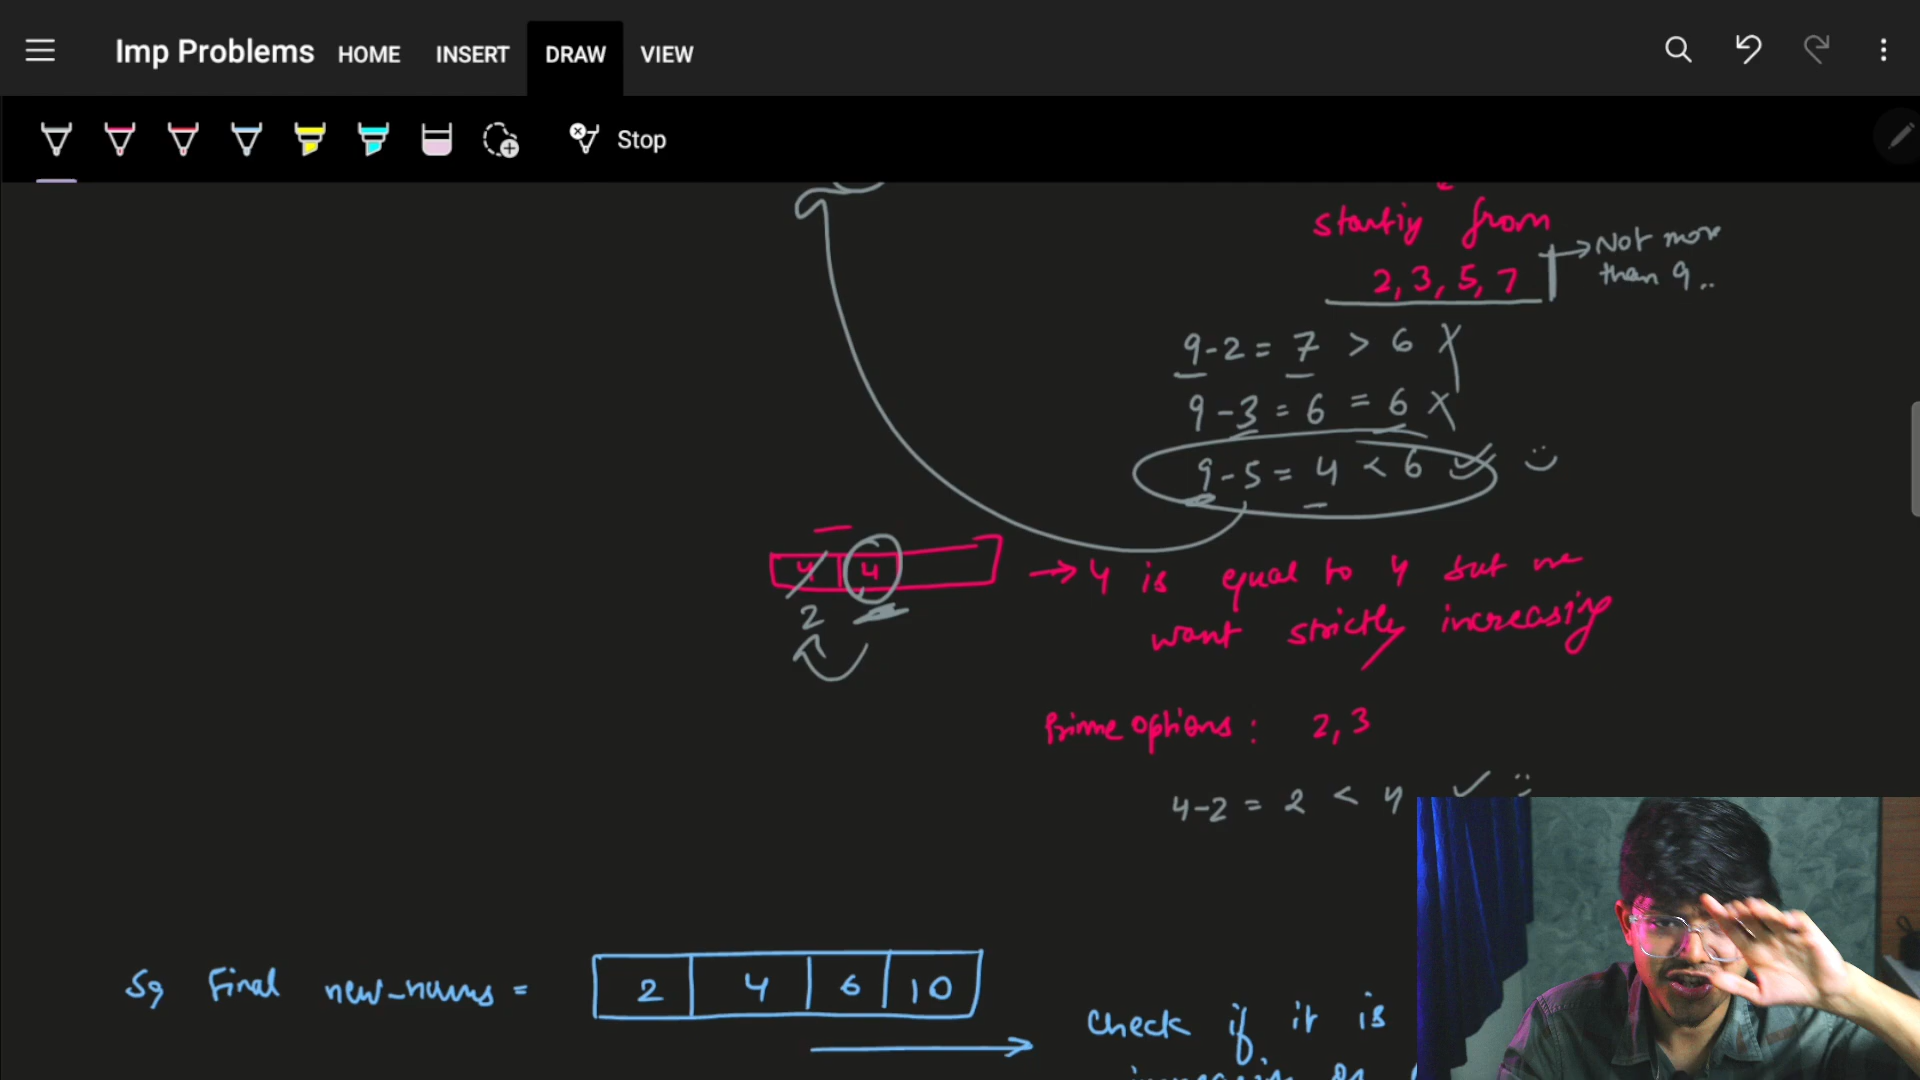 Imp Problems HOME INSERT DRAW VIEW
Stop
from
2, 3, 5, 7
→ Not more
than 9 ..
9 - 2 = 7 > 6 X
9 - 3 = 6 = 6 X
9 - 5 = 4 < 6 ✓ :)
4 4
2
→ 4 is equal to 4 but we
want strictly increasing
Prime options : 2, 3
4 - 2 = 2 < 4 ✓
So Final new_nums = 2 4 6 10
Check if it is